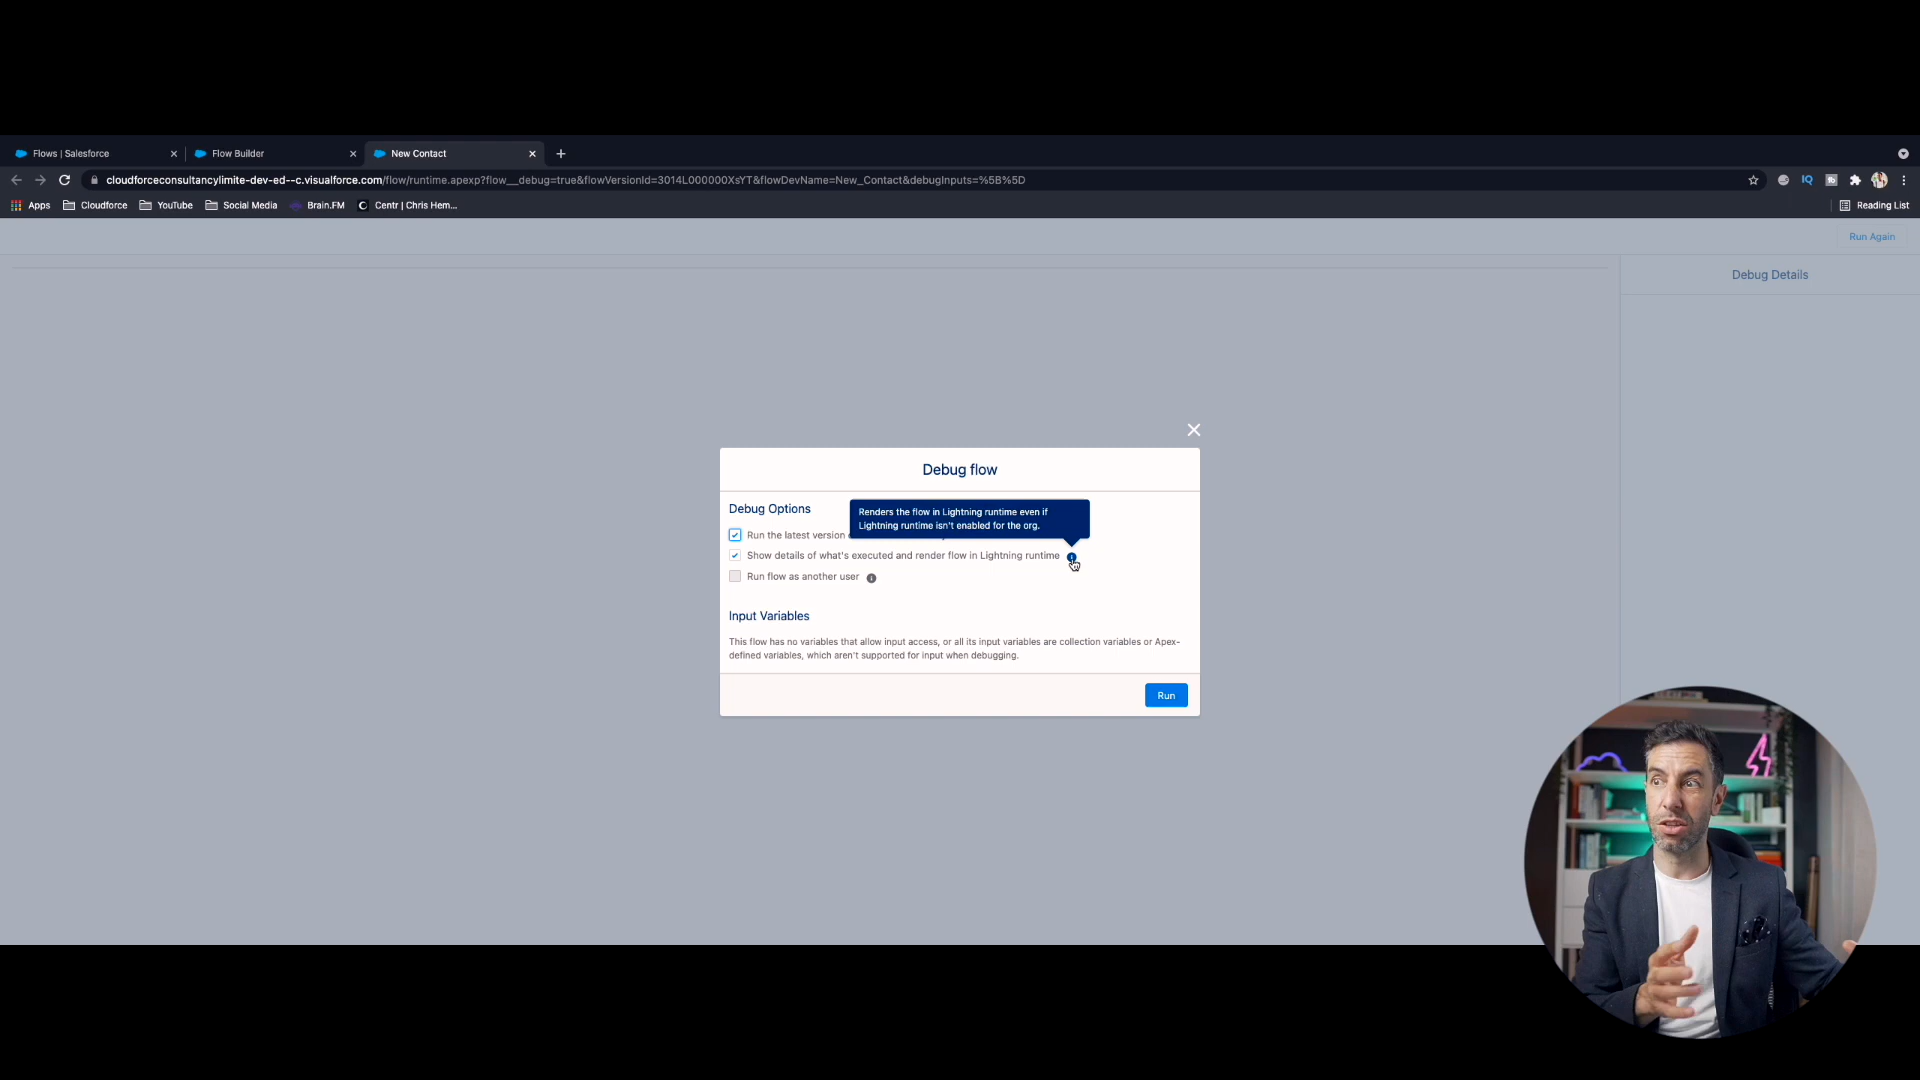 Flows | Salesforce
Flow Builder
New Contact
cloudforceconsultancylimite-dev-ed--c.visualforce.com/flow/runtime.apexp?flow__debug=true&flowVersionId=3014L000000XsYT&flowDevName=New_Contact&debugInputs=%5B%5D
Apps
Cloudforce
YouTube
Social Media
Brain.FM
Centr | Chris Hem...
Reading List
Run Again
Debug Details
Debug flow
Debug Options
Renders the flow in Lightning runtime even if
Lightning runtime isn't enabled for the org.
Run the latest version
Show details of what's executed and render flow in Lightning runtime
Run flow as another user
Input Variables
This flow has no variables that allow input access, or all its input variables are collection variables or Apex-
defined variables, which aren't supported for input when debugging.
Run